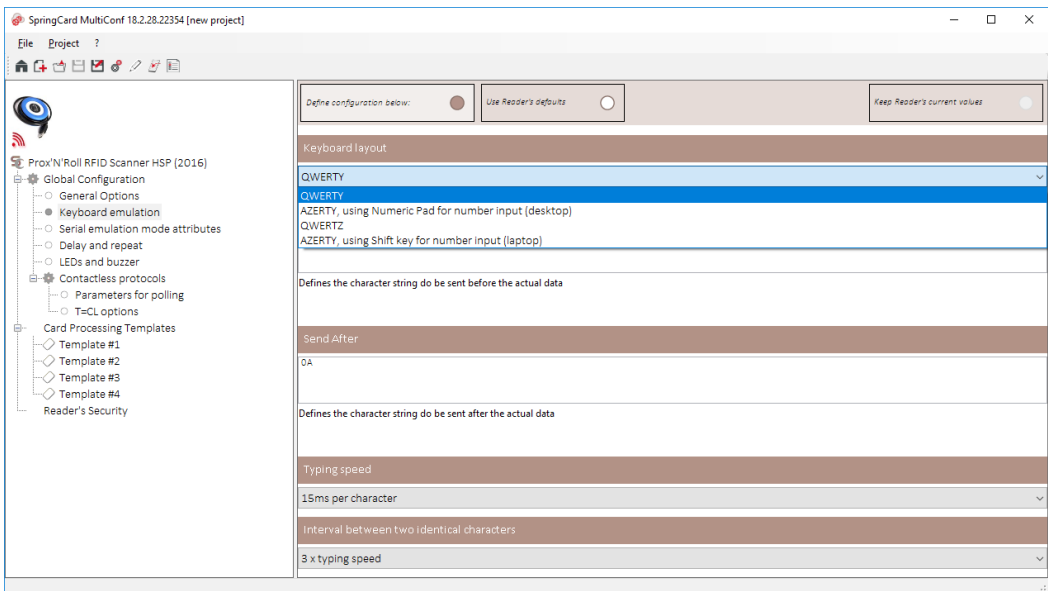 SpringCard MultiConf 18.2.28.22354 [new project]
File Project ?
Prox'N'Roll RFID Scanner HSP (2016)
Global Configuration
General Options
Keyboard emulation
Serial emulation mode attributes
Delay and repeat
LEDs and buzzer
Contactless protocols
Parameters for polling
T=CL options
Card Processing Templates
Template #1
Template #2
Template #3
Template #4
Reader's Security
Define configuration below:
Use Reader's defaults
Keep Reader's current values
Keyboard layout
QWERTY
QWERTY
AZERTY, using Numeric Pad for number input (desktop)
QWERTZ
AZERTY, using Shift key for number input (laptop)
Defines the character string do be sent before the actual data
Send After
0A
Defines the character string do be sent after the actual data
Typing speed
15ms per character
Interval between two identical characters
3 x typing speed